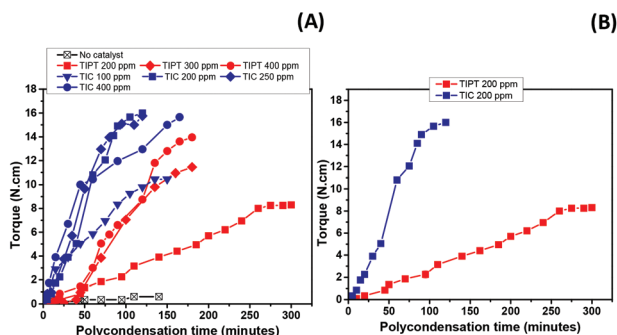 (A)
No catalyst
TIPT 200 ppm TIPT 300 ppm TIPT 400 ppm
TIC 100 ppm TIC 200 ppm TIC 250 ppm
TIC 400 ppm
18
16
14
12
10
8
6
4
2
0
Torque (N.cm)
0 50 100 150 200 250 300
Polycondensation time (minutes)
(B)
TIPT 200 ppm
TIC 200 ppm
18
16
14
12
10
8
6
4
2
0
Torque (N.cm)
0 50 100 150 200 250 300
Polycondensation time (minutes)